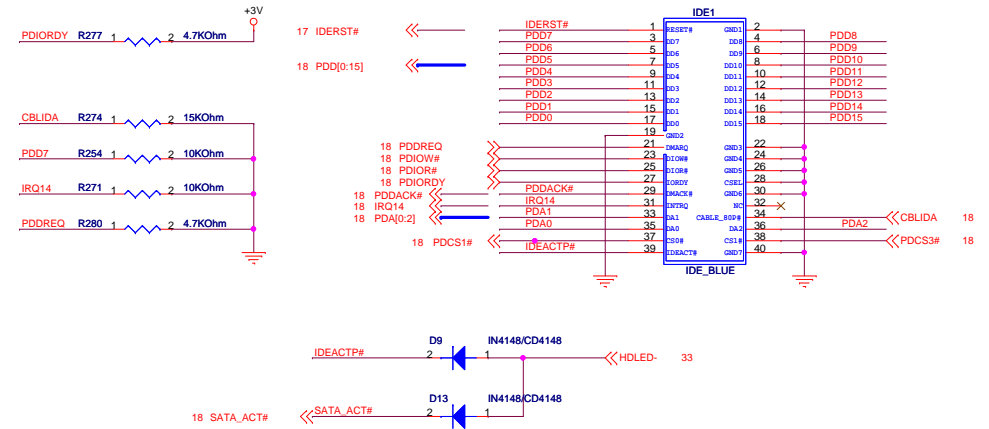 +3V
PDIORDY R277 1 2 4.7KOhm
CBLIDA R274 1 2 15KOhm
PDD7 R254 1 2 10KOhm
IRQ14 R271 1 2 10KOhm
PDDREQ R280 1 2 4.7KOhm
17 IDERST#
18 PDD[0:15]
18 PDDREQ
18 PDIOW#
18 PDIOR#
18 PIDIORDY
18 PDDACK#
18 IRQ14
18 PDA[0:2]
18 PDCS1#
IDE1
IDERST# 1 RESET# GND1 2
PDD7 3 DD7 DD8 4 PDD8
PDD6 5 DD6 DD9 6 PDD9
PDD5 7 DD5 DD10 8 PDD10
PDD4 9 DD4 DD11 10 PDD11
PDD3 11 DD3 DD12 12 PDD12
PDD2 13 DD2 DD13 14 PDD13
PDD1 15 DD1 DD14 16 PDD14
PDD0 17 DD0 DD15 18 PDD15
19 GND2
21 DMARQ GND3 22
23 DIOW# GND4 24
25 DIOR# GND5 26
27 IORDY CSEL 28
PDDACK# 29 DMACK# GND6 30
IRQ14 31 INTRQ NC 32
PDA1 33 DA1 CABLE_80P# 34 CBLIDA 18
PDA0 35 DA0 DA2 36 PDA2
37 CS0# CS1# 38 PDCS3# 18
IDEACTP# 39 IDEACT# GND7 40
IDE_BLUE
D9 IN4148/CD4148
IDEACTP# 2 1 HDLED- 33
D13 IN4148/CD4148
18 SATA_ACT# SATA_ACT# 2 1